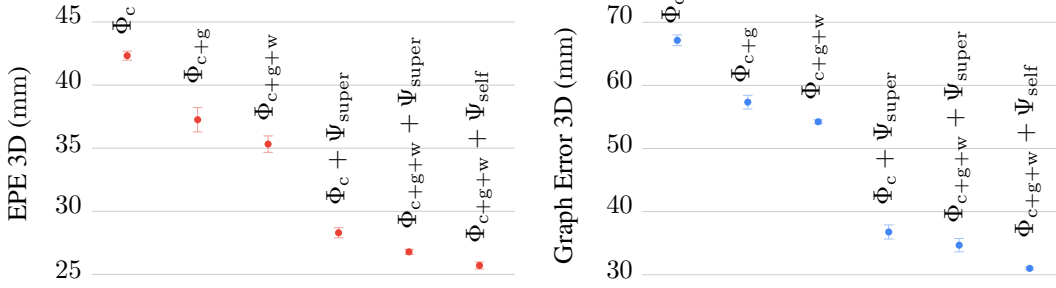 EPE 3D (mm)
45
40
35
30
25
Φc
Φc+g
Φc+g+w
Φc + Ψsuper
Φc+g+w + Ψsuper
Φc+g+w + Ψself
Graph Error 3D (mm)
70
60
50
40
30
Φc
Φc+g
Φc+g+w
Φc + Ψsuper
Φc+g+w + Ψsuper
Φc+g+w + Ψself